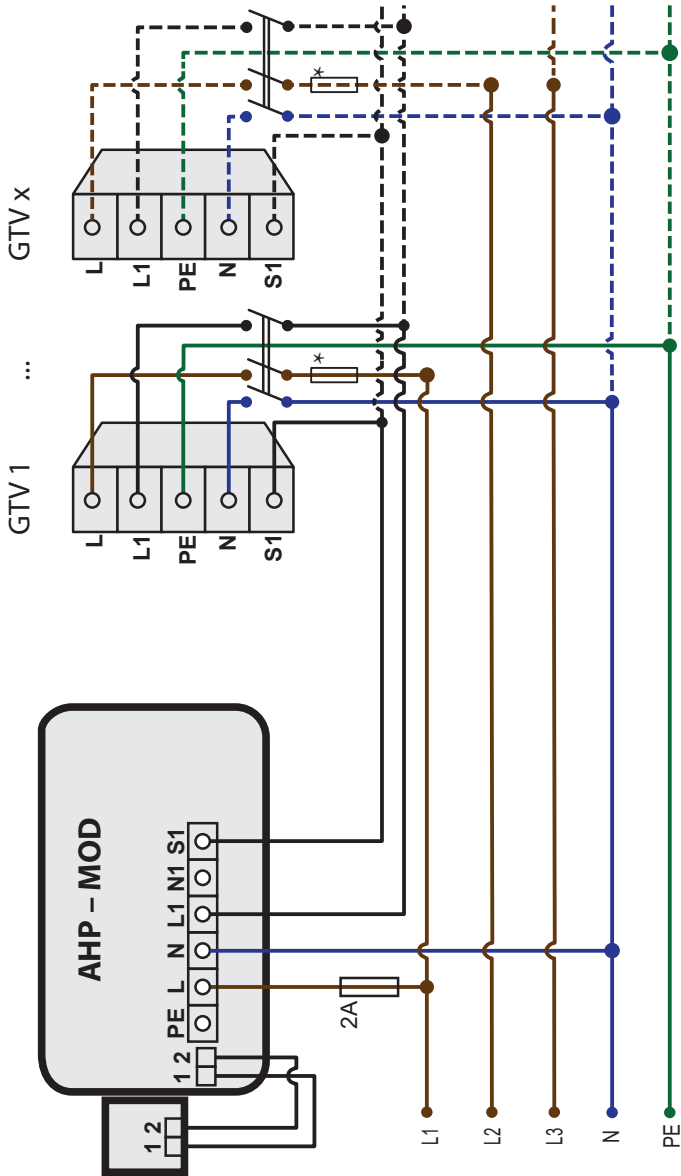 GTV 1 ... GTV x
L L1 PE N S1
L L1 PE N S1
*
*
AHP – MOD
PE L N L1 N1 S1
1 2
1 2
2A
L1
L2
L3
N
PE